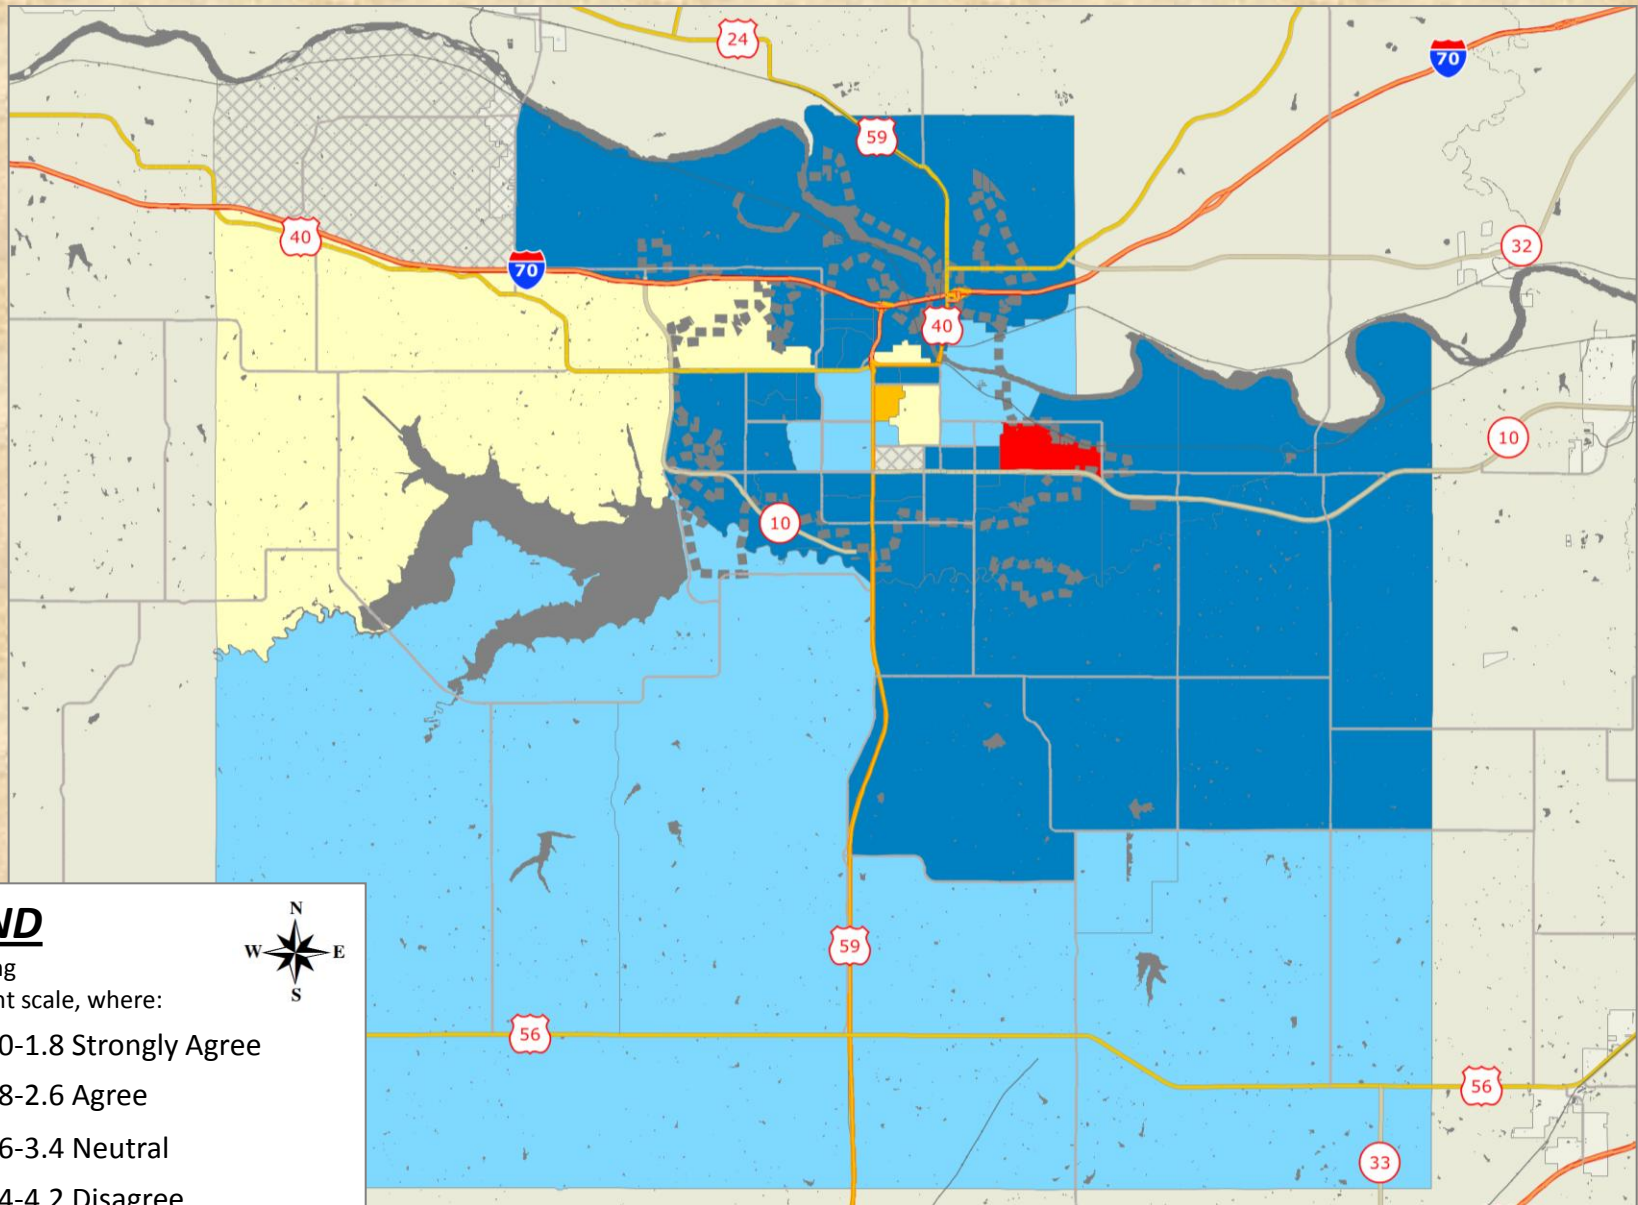 24
70
59
32
40
70
40
10
10
ND
N
W E
S
ng
nt scale, where:
0-1.8 Strongly Agree
8-2.6 Agree
6-3.4 Neutral
4-4.2 Disagree
59
56
56
33